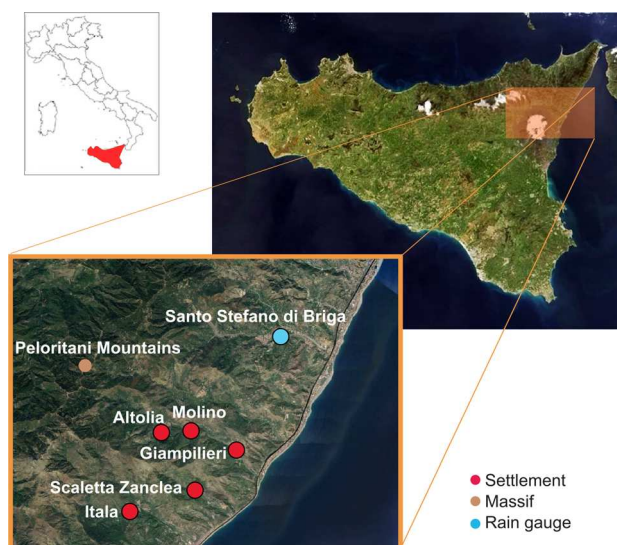 Santo Stefano di Briga
Peloritani Mountains
Molino
Altolia
Giampilieri
Scaletta Zanclea
Itala
Settlement
Massif
Rain gauge